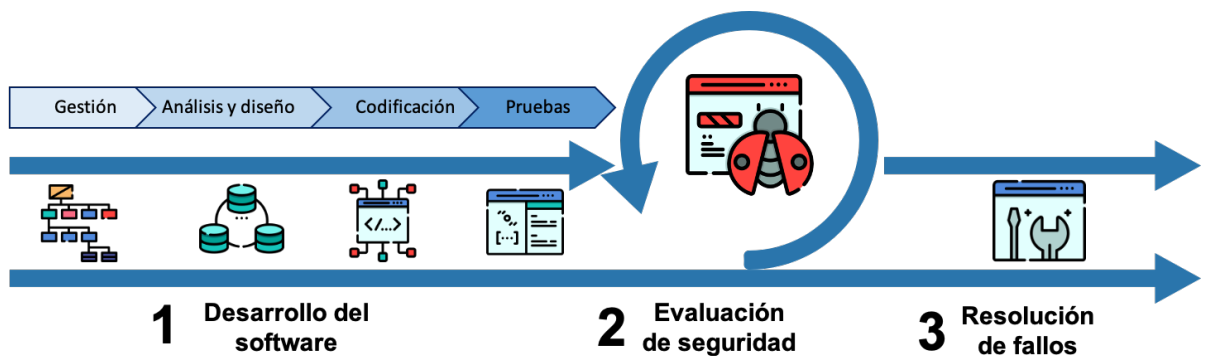 Gestión
Análisis y diseño
Codificación
Pruebas
</...>
[...]
1
Desarrollo del
software
2
Evaluación
de seguridad
3
Resolución
de fallos